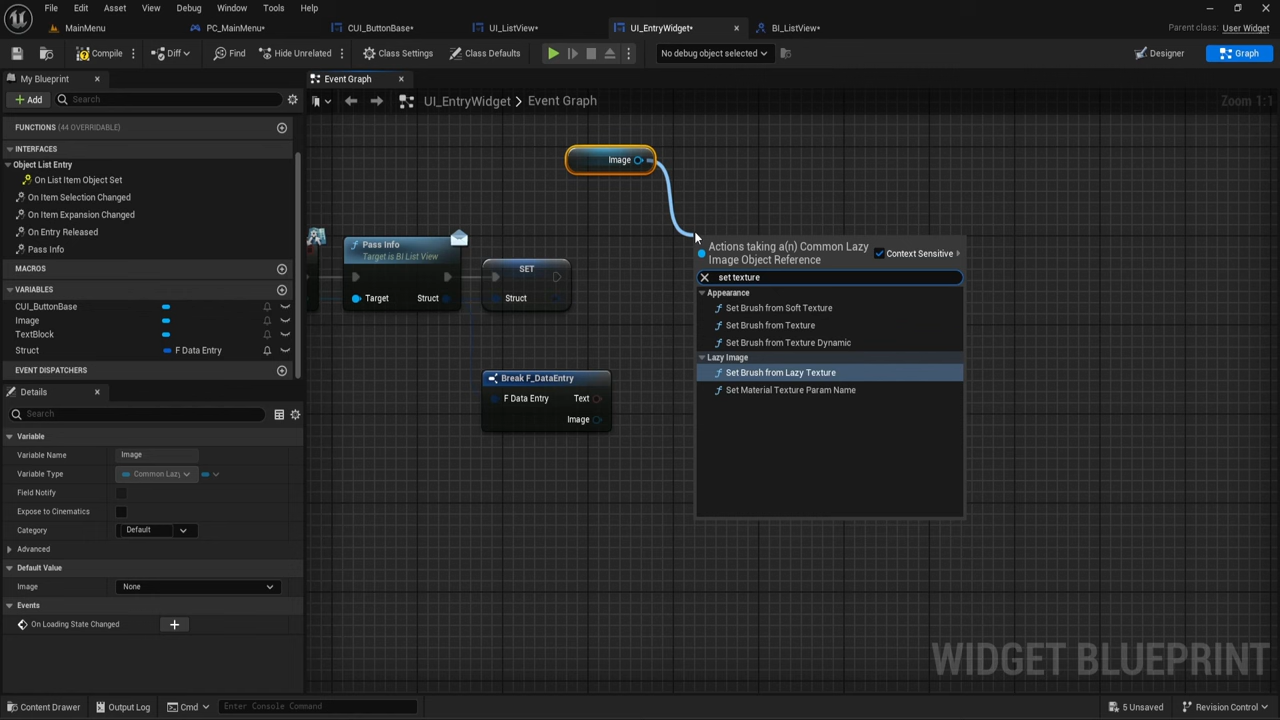 File Edit Asset View Debug Window Tools Help
MainMenu
PC_MainMenu*
CUI_ButtonBase*
UI_ListView*
UI_EntryWidget*
BI_ListView*
Parent class: User Widget
Compile
Diff
Find
Hide Unrelated
Class Settings
Class Defaults
No debug object selected
Designer
Graph
My Blueprint
Event Graph
Add
Search
UI_EntryWidget > Event Graph
Zoom 1:1
FUNCTIONS (44 OVERRIDABLE)
INTERFACES
Object List Entry
On List Item Object Set
On Item Selection Changed
On Item Expansion Changed
On Entry Released
Pass Info
MACROS
VARIABLES
CUI_ButtonBase
Image
TextBlock
Struct F Data Entry
EVENT DISPATCHERS
Details
Search
Variable
Variable Name Image
Variable Type Common Lazy
Field Notify
Expose to Cinematics
Category Default
Advanced
Default Value
Image None
Events
On Loading State Changed
Image
Pass Info
Target is BI List View
Target Struct
SET
Struct
Break F_DataEntry
F Data Entry Text
Image
Actions taking a(n) Common Lazy
Image Object Reference
Context Sensitive
set texture
Appearance
Set Brush from Soft Texture
Set Brush from Texture
Set Brush from Texture Dynamic
Lazy Image
Set Brush from Lazy Texture
Set Material Texture Param Name
WIDGET BLUEPRINT
Content Drawer
Output Log
Cmd
Enter Console Command
5 Unsaved
Revision Control